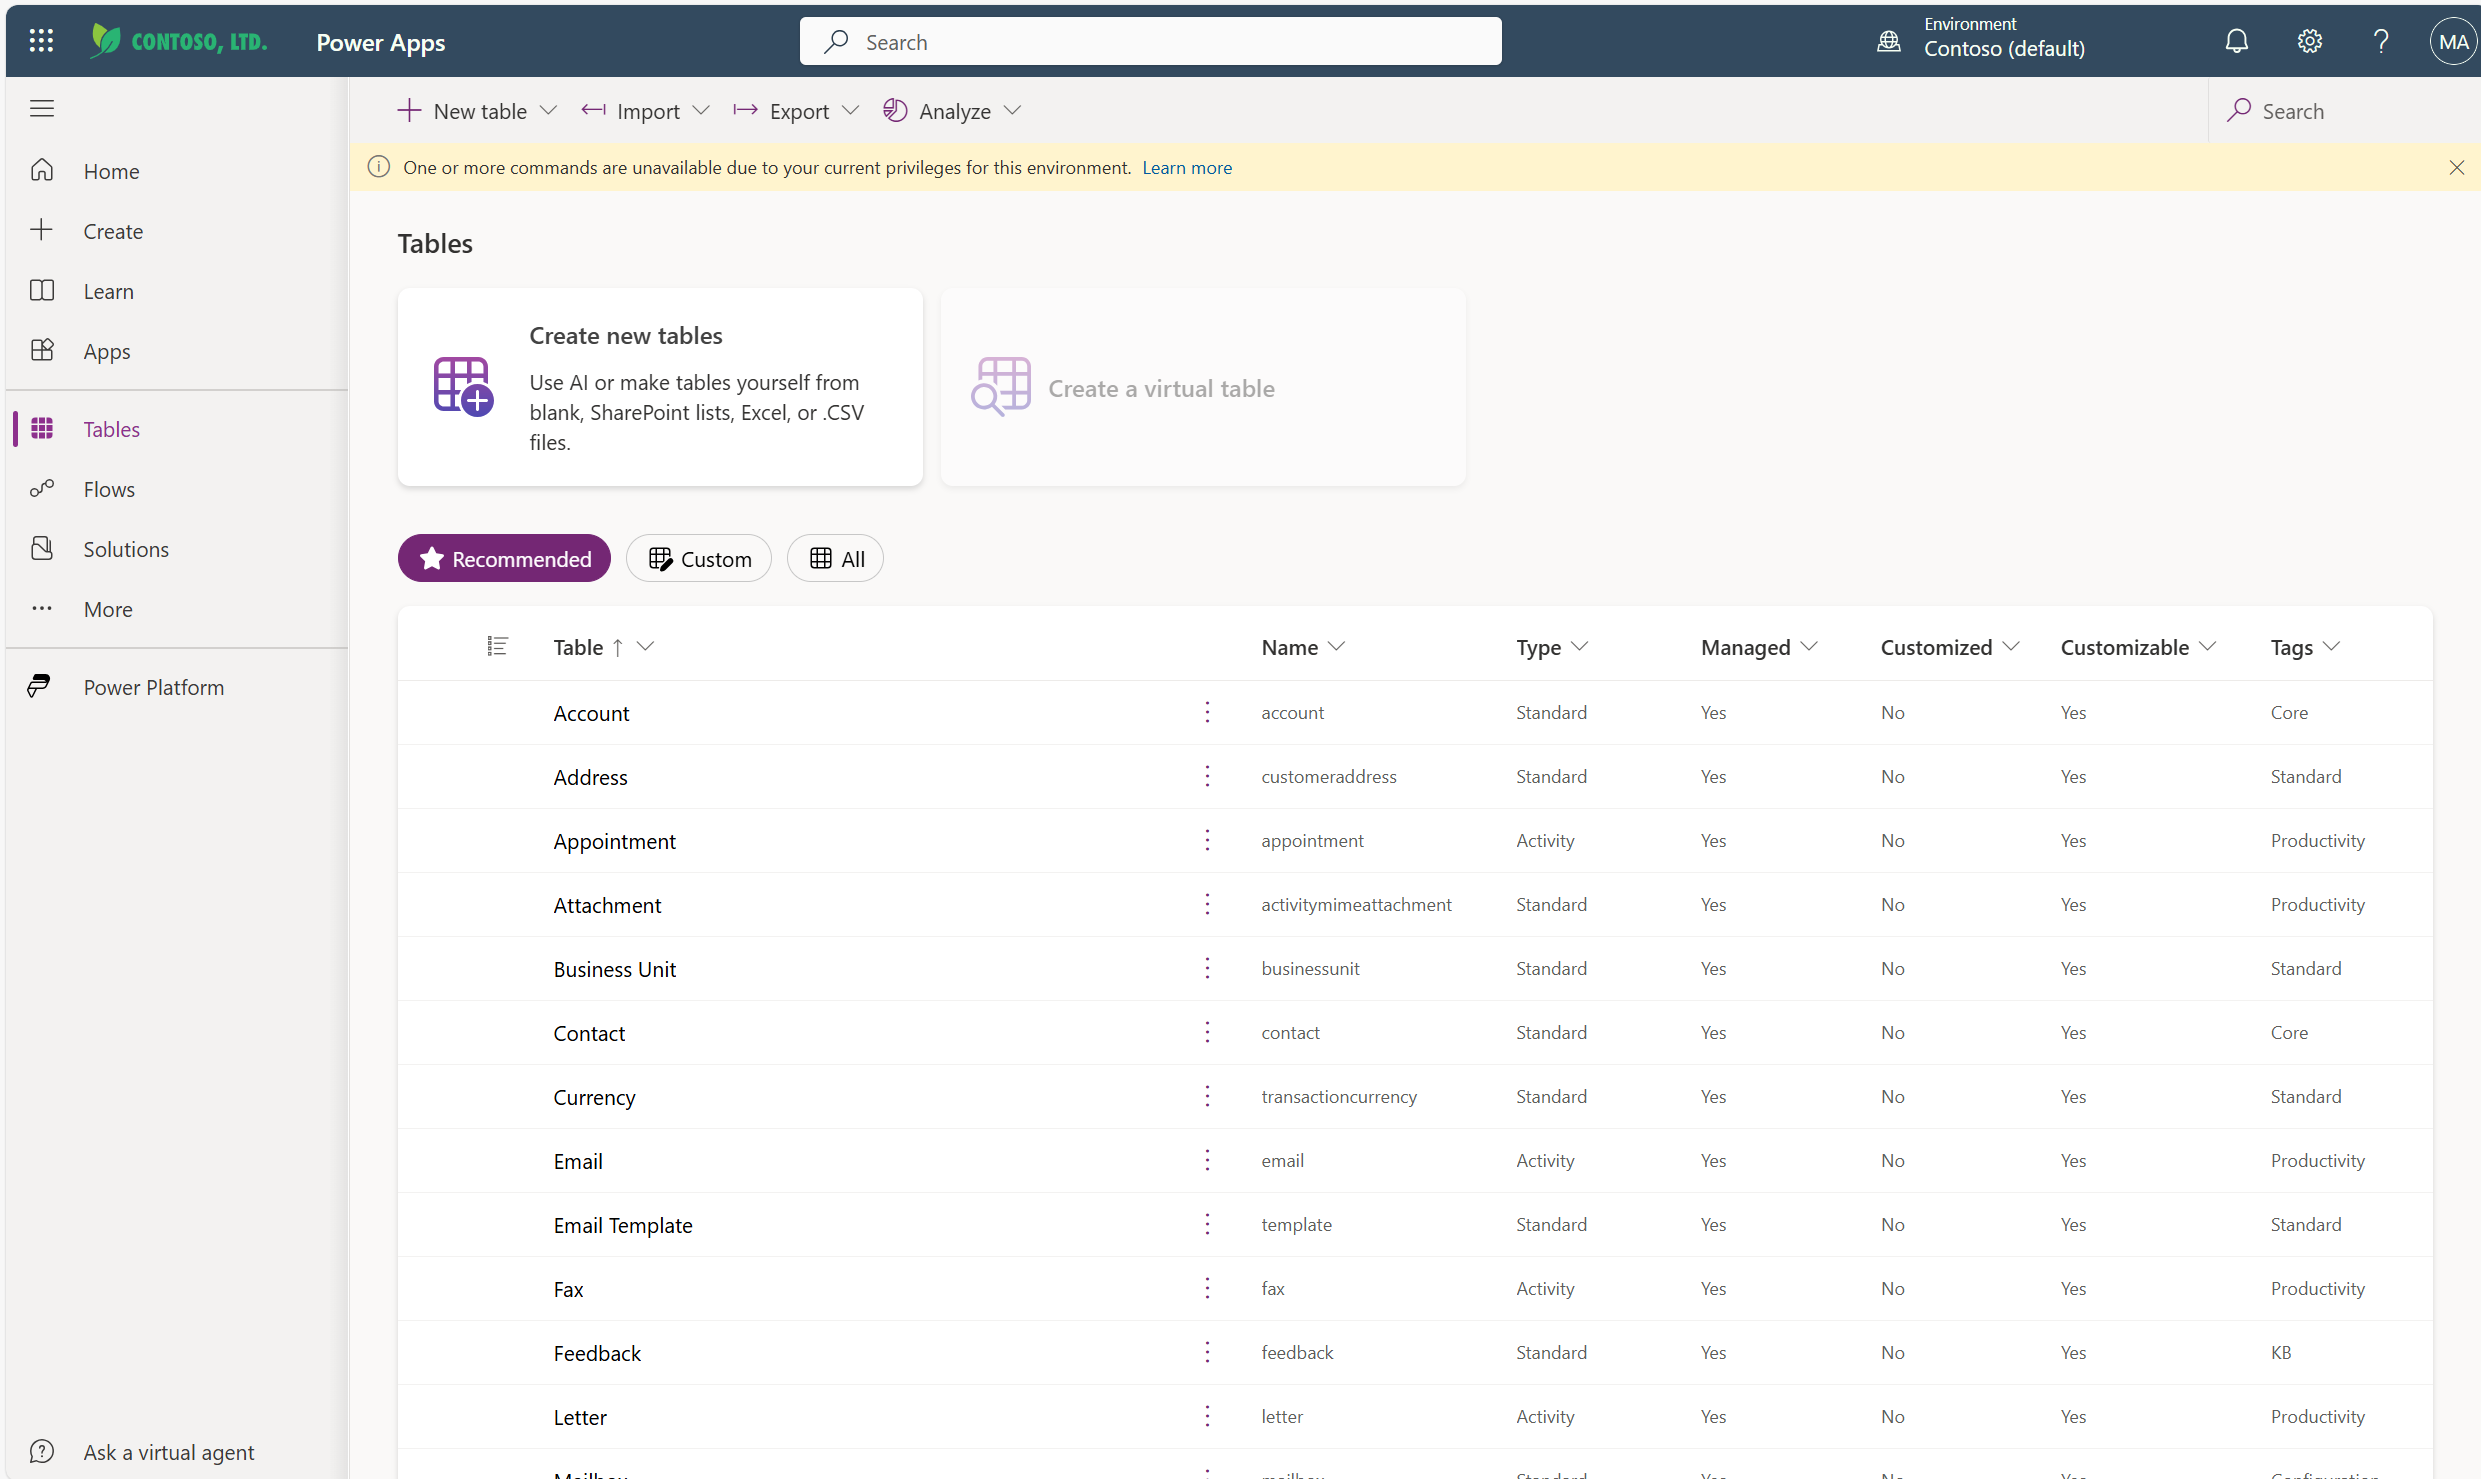 CONTOSO, LTD.
Power Apps
Search
Environment
Contoso (default)
MA
New table
Import
Export
Analyze
Search
One or more commands are unavailable due to your current privileges for this environment. Learn more
Home
Create
Learn
Apps
Tables
Flows
Solutions
More
Power Platform
Ask a virtual agent
Tables
Create new tables
Use AI or make tables yourself from
blank, SharePoint lists, Excel, or .CSV
files.
Create a virtual table
Recommended
Custom
All
Table Name Type Managed Customized Customizable Tags
Account account Standard Yes No Yes Core
Address customeraddress Standard Yes No Yes Standard
Appointment appointment Activity Yes No Yes Productivity
Attachment activitymimeattachment Standard Yes No Yes Productivity
Business Unit businessunit Standard Yes No Yes Standard
Contact contact Standard Yes No Yes Core
Currency transactioncurrency Standard Yes No Yes Standard
Email email Activity Yes No Yes Productivity
Email Template template Standard Yes No Yes Standard
Fax fax Activity Yes No Yes Productivity
Feedback feedback Standard Yes No Yes KB
Letter letter Activity Yes No Yes Productivity